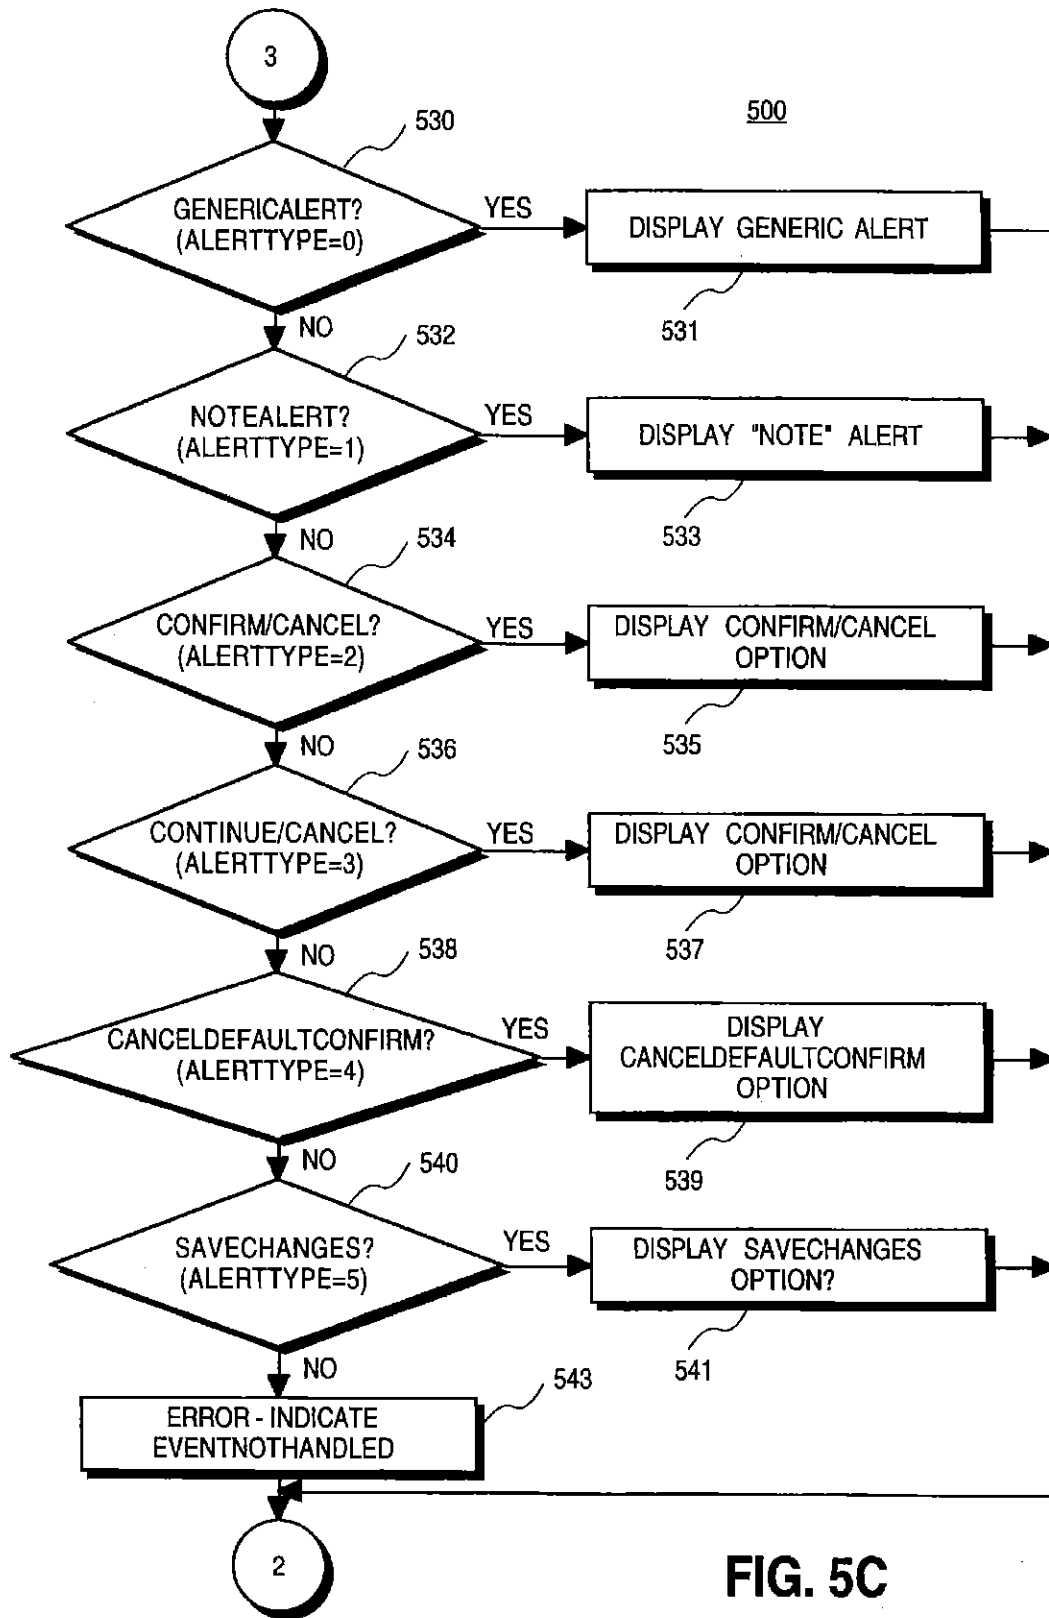 3
530
500
GENERICALERT?
(ALERTTYPE=0)
YES
DISPLAY GENERIC ALERT
531
NO
532
NOTEALERT?
(ALERTTYPE=1)
YES
DISPLAY "NOTE" ALERT
533
NO
534
CONFIRM/CANCEL?
(ALERTTYPE=2)
YES
DISPLAY CONFIRM/CANCEL
OPTION
535
NO
536
CONTINUE/CANCEL?
(ALERTTYPE=3)
YES
DISPLAY CONFIRM/CANCEL
OPTION
537
NO
538
CANCELDEFAULTCONFIRM?
(ALERTTYPE=4)
YES
DISPLAY
CANCELDEFAULTCONFIRM
OPTION
539
NO
540
SAVECHANGES?
(ALERTTYPE=5)
YES
DISPLAY SAVECHANGES
OPTION?
541
NO
543
ERROR - INDICATE
EVENTNOTHANDLED
2
FIG. 5C